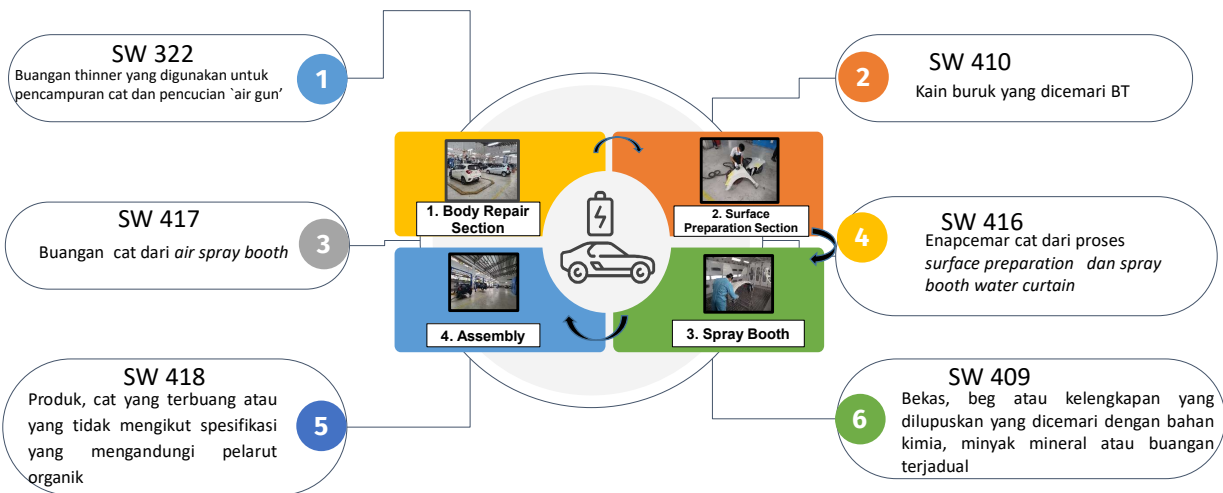 SW 322
Buangan thinner yang digunakan untuk
pencampuran cat dan pencucian `air gun'
1
2
SW 410
Kain buruk yang dicemari BT
1. Body Repair
Section
2. Surface
Preparation Section
SW 417
Buangan cat dari air spray booth
3
4
SW 416
Enapcemar cat dari proses
surface preparation dan spray
booth water curtain
4. Assembly
3. Spray Booth
SW 418
Produk, cat yang terbuang atau
yang tidak mengikut spesifikasi
yang mengandungi pelarut
organik
5
6
SW 409
Bekas, beg atau kelengkapan yang
dilupuskan yang dicemari dengan bahan
kimia, minyak mineral atau buangan
terjadual